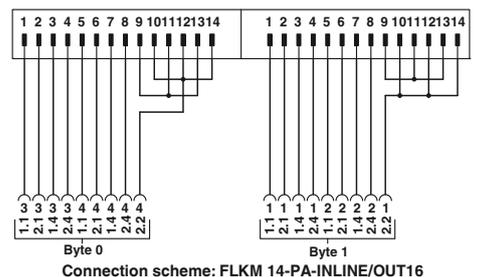 1 2 3 4 5 6 7 8 9 10 11 12 13 14
1 2 3 4 5 6 7 8 9 10 11 12 13 14
3 3 3 3 4 4 4 4 4
1 1 1 1 2 2 2 2 1
1.1 2.1 1.4 2.4 1.1 2.1 1.4 2.4 2.2
1.1 2.1 1.4 2.4 1.1 2.1 1.4 2.4 2.2
Byte 0
Byte 1
Connection scheme: FLKM 14-PA-INLINE/OUT16